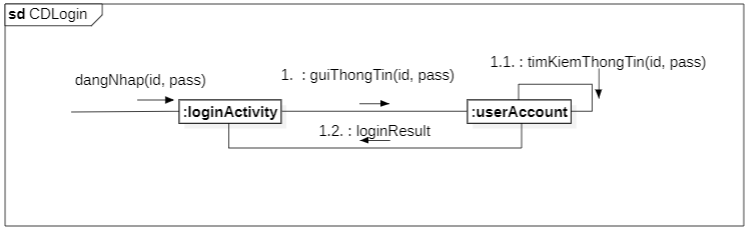 sd CDLogin
1.1. : timKiemThongTin(id, pass)
dangNhap(id, pass)
1. : guiThongTin(id, pass)
:loginActivity
:userAccount
1.2. : loginResult